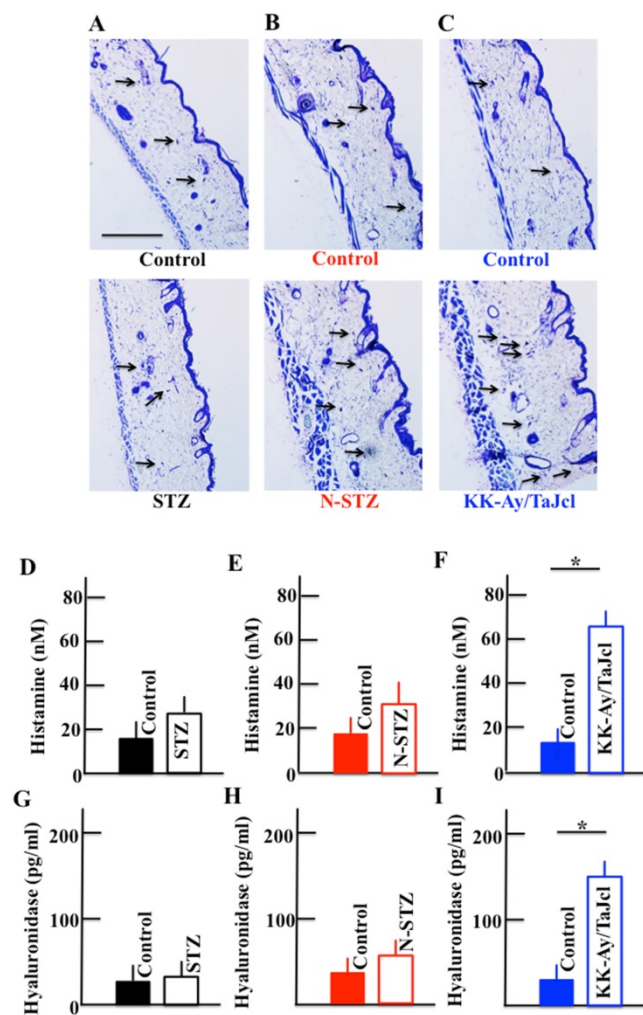 A B C
Control Control Control
STZ N-STZ KK-Ay/TaJcl
D
Histamine (nM)
80
60
40
20
0
Control
STZ
E
Histamine (nM)
80
60
40
20
0
Control
N-STZ
F
Histamine (nM)
80
60
40
20
0
*
Control
KK-Ay/TaJcl
G
Hyaluronidase (pg/ml)
200
100
0
Control
STZ
H
Hyaluronidase (pg/ml)
200
100
0
Control
N-STZ
I
Hyaluronidase (pg/ml)
200
100
0
*
Control
KK-Ay/TaJcl